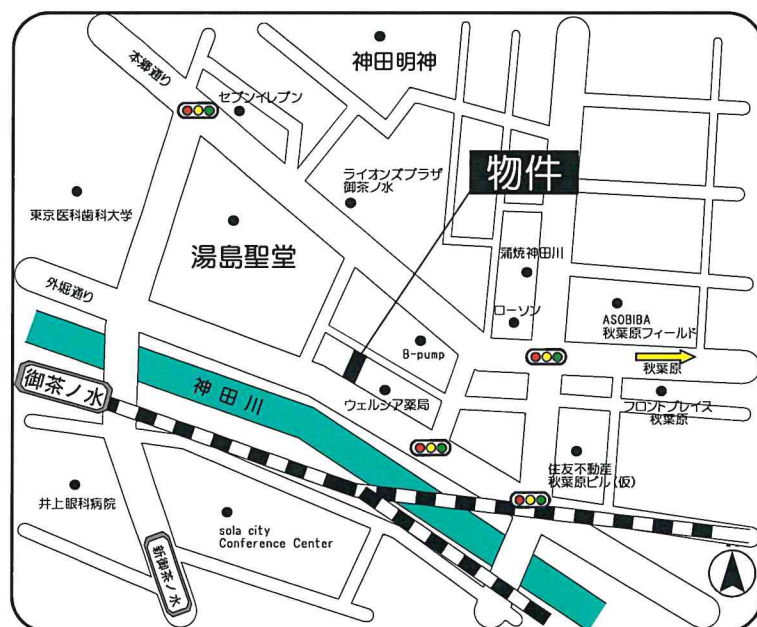 神田明神
本郷通り
セブンイレブン
物件
ライオンズプラザ
御茶ノ水
東京医科歯科大学
湯島聖堂
蒲焼神田川
外堀通り
ローソン
ASOBIBA
秋葉原フィールド
B-pump
秋葉原
御茶ノ水
神田川
ウェルシア薬局
フロントプレイス
秋葉原
住友不動産
秋葉原ビル(仮)
井上眼科病院
sola city
Conference Center
新御茶ノ水